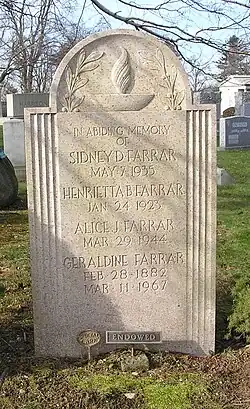 IN ABIDING MEMORY
OF
SIDNEY D. FARRAR
MAY 7. 1935
HENRIETTA B. FARRAR
JAN 24 1923
ALICE J. FARRAR
MAR. 29 1944
GERALDINE FARRAR
FEB 28-1882
MAR 11-1967
ENDOWED